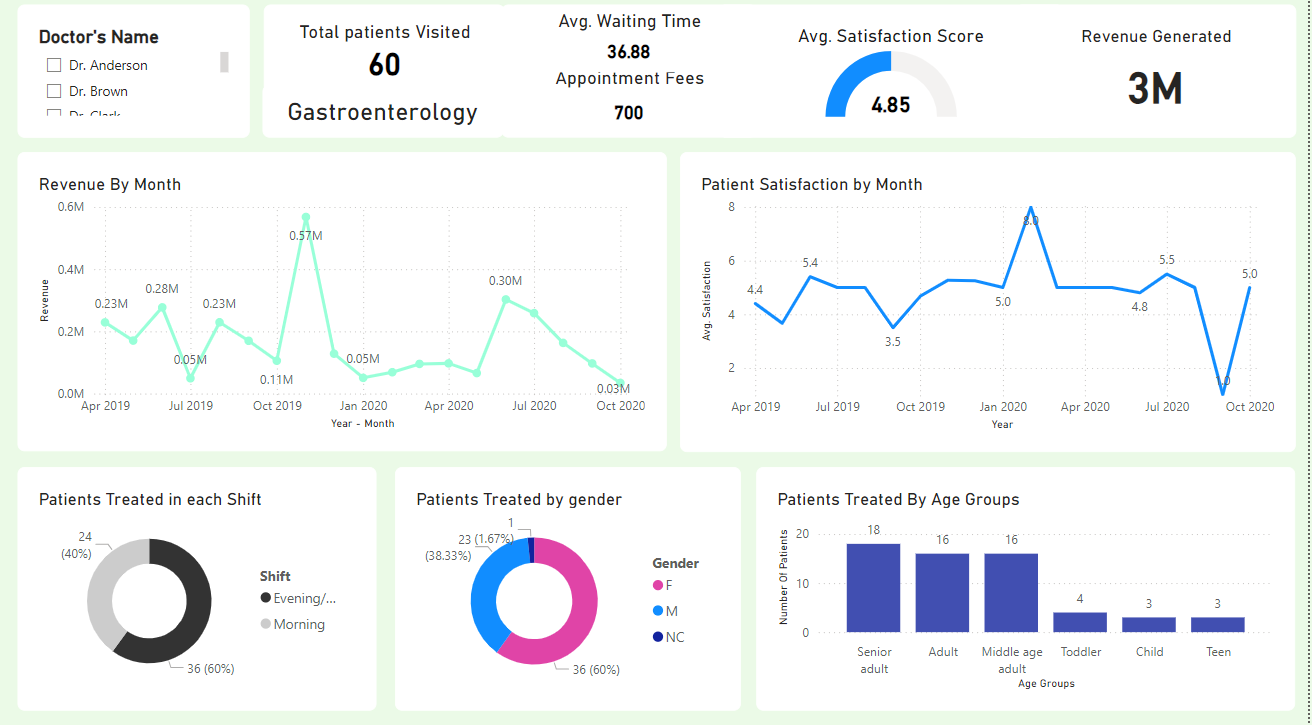 Doctor's Name
Dr. Anderson
Dr. Brown
Dr. Clark
Total patients Visited
60
Gastroenterology
Avg. Waiting Time
36.88
Appointment Fees
700
Avg. Satisfaction Score
4.85
Revenue Generated
3M
Revenue By Month
Revenue
0.6M
0.4M
0.2M
0.0M
0.23M
0.28M
0.05M
0.23M
0.11M
0.57M
0.05M
0.30M
0.03M
Apr 2019
Jul 2019
Oct 2019
Jan 2020
Apr 2020
Jul 2020
Oct 2020
Year - Month
Patient Satisfaction by Month
Avg. Satisfaction
8
6
4
2
4.4
5.4
3.5
5.0
8.0
4.8
5.5
1.0
5.0
Apr 2019
Jul 2019
Oct 2019
Jan 2020
Apr 2020
Jul 2020
Oct 2020
Year
Patients Treated in each Shift
24
(40%)
36 (60%)
Shift
Evening/...
Morning
Patients Treated by gender
1
(1.67%)
23
(38.33%)
36 (60%)
Gender
F
M
NC
Patients Treated By Age Groups
Number Of Patients
20
10
0
18
16
16
4
3
3
Senior
adult
Adult
Middle age
adult
Toddler
Child
Teen
Age Groups